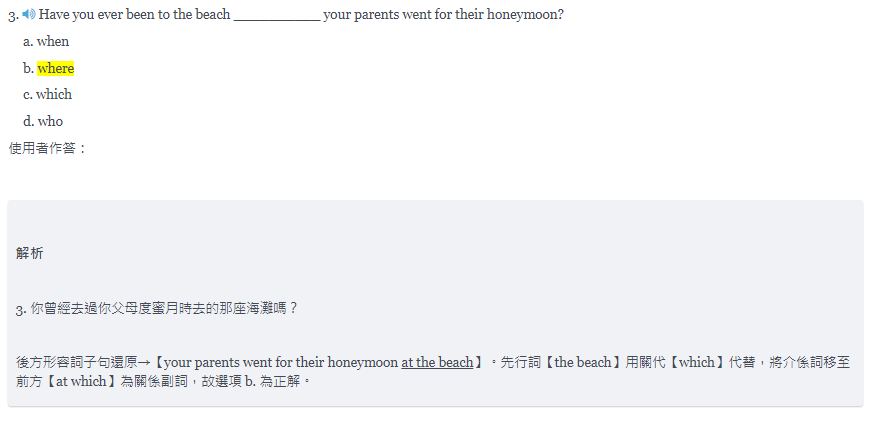 3. Have you ever been to the beach ____________ your parents went for their honeymoon?
a. when
b. where
c. which
d. who
使用者作答：
解析
3. 你曾經去過你父母度蜜月時去的那座海灘嗎？
後方形容詞子句還原→【your parents went for their honeymoon at the beach】。先行詞【the beach】用關代【which】代替，將介係詞移至
前方【at which】為關係副詞，故選項 b. 為正解。